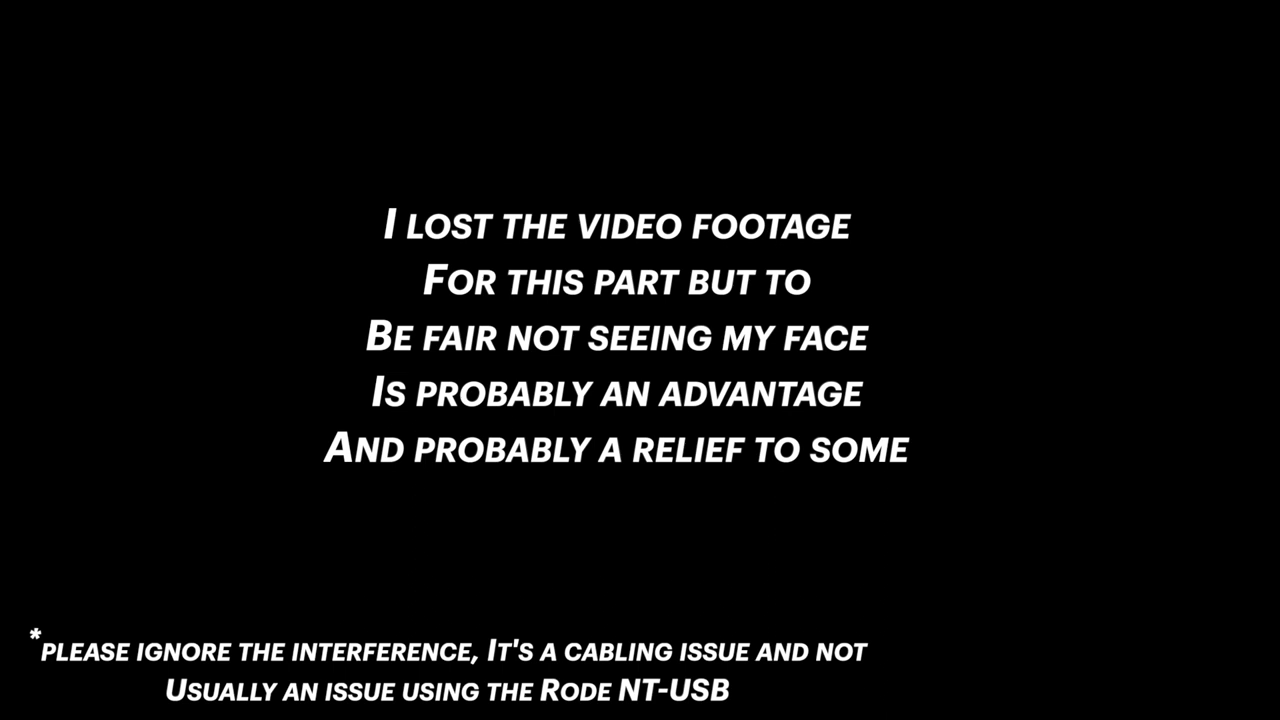 I LOST THE VIDEO FOOTAGE
FOR THIS PART BUT TO
BE FAIR NOT SEEING MY FACE
IS PROBABLY AN ADVANTAGE
AND PROBABLY A RELIEF TO SOME
*PLEASE IGNORE THE INTERFERENCE, IT'S A CABLING ISSUE AND NOT
USUALLY AN ISSUE USING THE RODE NT-USB